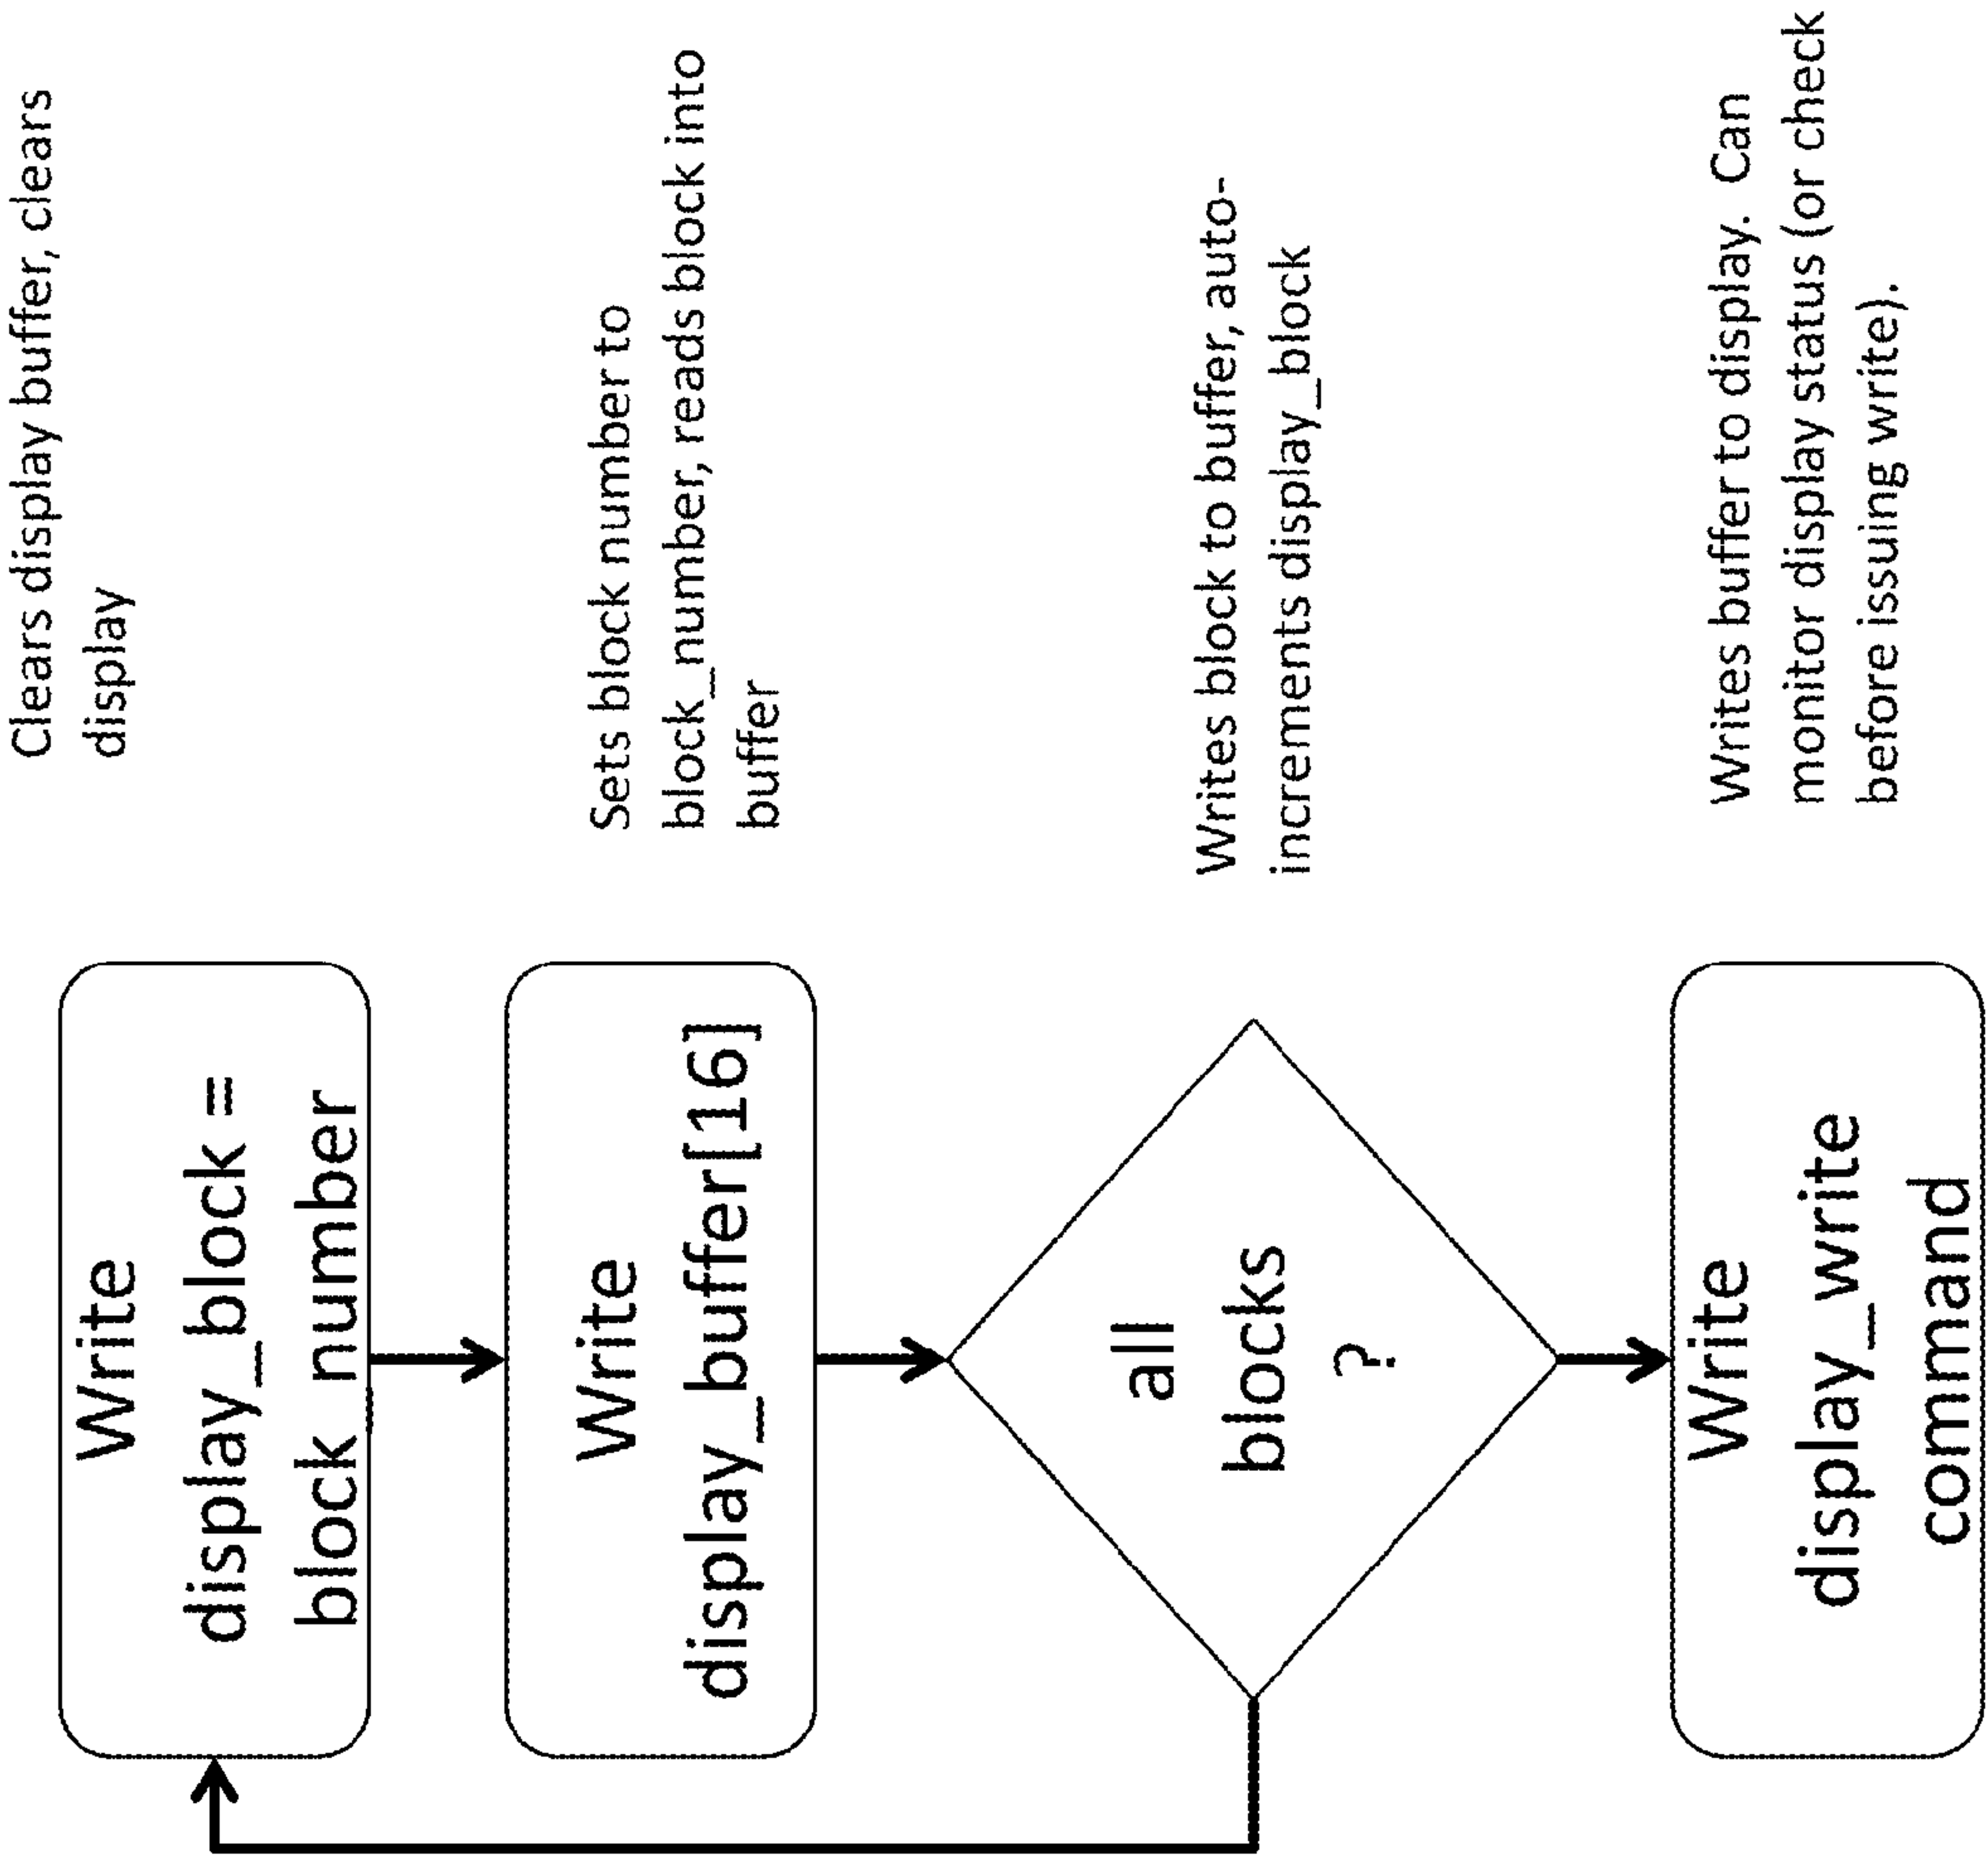 Write
display_block =
block_number
Clears display buffer, clears
display
Write
display_buffer[16]
Sets block number to
block_number, reads block into
buffer
all
blocks
?
Writes block to buffer, auto-
increments display_block
Write
display_write
command
Writes buffer to display. Can
monitor display status (or check
before issuing write).